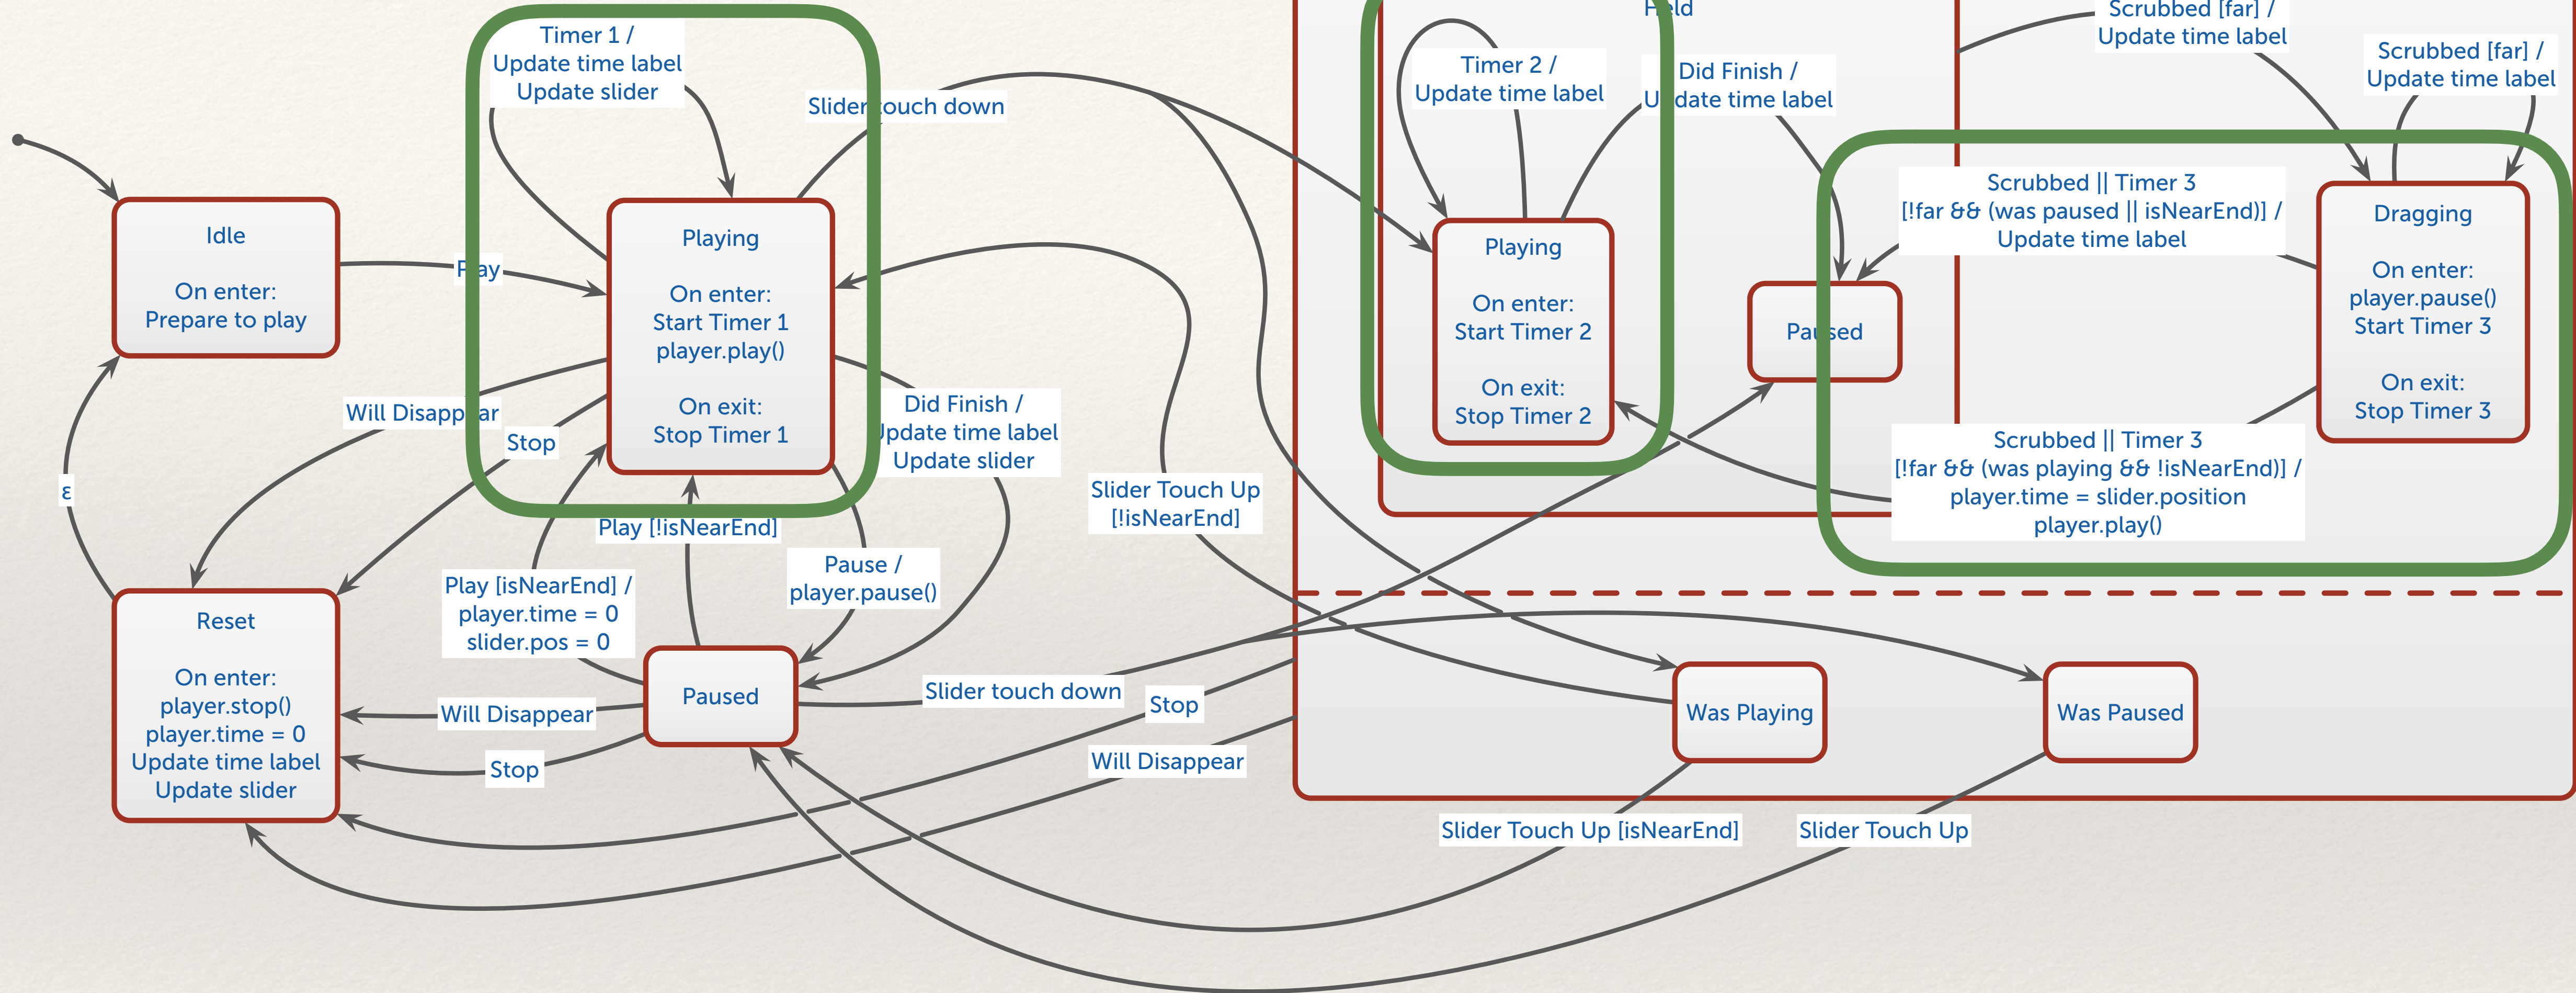 Timer 1 /
Update time label
Update slider
Slider touch down
Idle
On enter:
Prepare to play
Play
Playing
On enter:
Start Timer 1
player.play()
On exit:
Stop Timer 1
Will Disappear
Stop
Did Finish /
Update time label
Update slider
ε
Play [!isNearEnd]
Play [isNearEnd] /
player.time = 0
slider.pos = 0
Pause /
player.pause()
Slider Touch Up
[!isNearEnd]
Reset
On enter:
player.stop()
player.time = 0
Update time label
Update slider
Paused
Will Disappear
Stop
Slider touch down
Stop
Will Disappear
Held
Timer 2 /
Update time label
Did Finish /
Update time label
Scrubbed [far] /
Update time label
Scrubbed [far] /
Update time label
Playing
On enter:
Start Timer 2
On exit:
Stop Timer 2
Paused
Scrubbed || Timer 3
[!far && (was paused || isNearEnd)] /
Update time label
Dragging
On enter:
player.pause()
Start Timer 3
On exit:
Stop Timer 3
Scrubbed || Timer 3
[!far && (was playing && !isNearEnd)] /
player.time = slider.position
player.play()
Was Playing
Was Paused
Slider Touch Up [isNearEnd]
Slider Touch Up